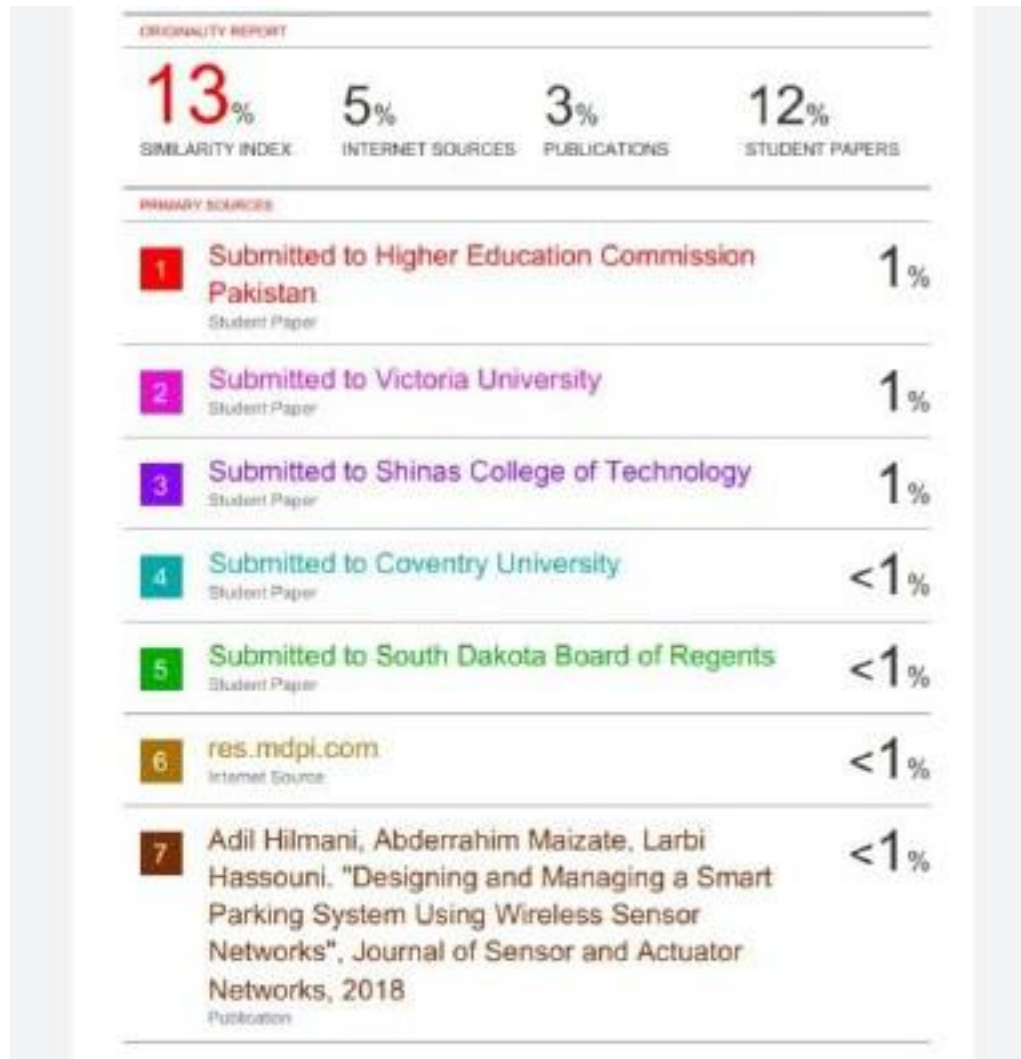 ORIGINALITY REPORT
13% 5% 3% 12%
SIMILARITY INDEX INTERNET SOURCES PUBLICATIONS STUDENT PAPERS
PRIMARY SOURCES
1 Submitted to Higher Education Commission 1%
Pakistan
Student Paper
2 Submitted to Victoria University 1%
Student Paper
3 Submitted to Shinas College of Technology 1%
Student Paper
4 Submitted to Coventry University <1%
Student Paper
5 Submitted to South Dakota Board of Regents <1%
Student Paper
6 res.mdpi.com <1%
Internet Source
7 Adil Hilmani, Abderrahim Maizate, Larbi <1%
Hassouni. "Designing and Managing a Smart
Parking System Using Wireless Sensor
Networks", Journal of Sensor and Actuator
Networks, 2018
Publication